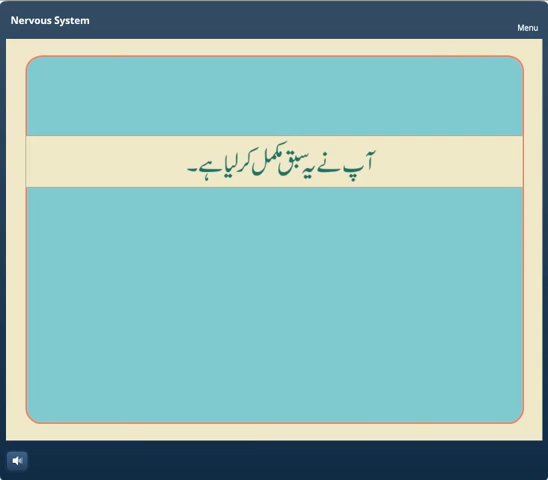 Nervous System
Menu
آپ نے یہ سبق مکمل کرلیا ہے۔